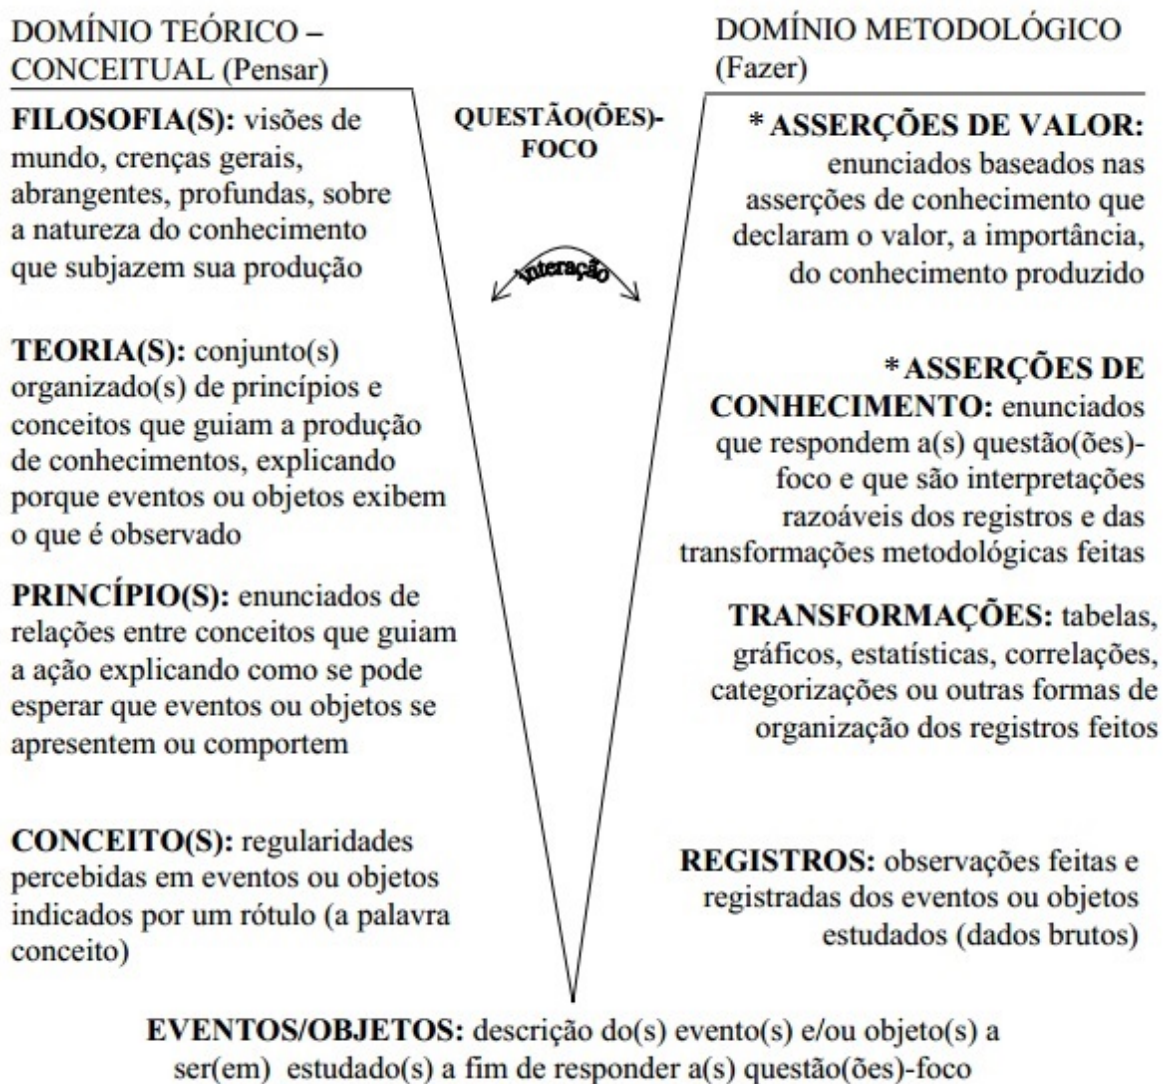 DOMÍNIO TEÓRICO –
CONCEITUAL (Pensar)
FILOSOFIA(S): visões de
mundo, crenças gerais,
abrangentes, profundas, sobre
a natureza do conhecimento
que subjazem sua produção
TEORIA(S): conjunto(s)
organizado(s) de princípios e
conceitos que guiam a produção
de conhecimentos, explicando
porque eventos ou objetos exibem
o que é observado
PRINCÍPIO(S): enunciados de
relações entre conceitos que guiam
a ação explicando como se pode
esperar que eventos ou objetos se
apresentem ou comportem
CONCEITO(S): regularidades
percebidas em eventos ou objetos
indicados por um rótulo (a palavra
conceito)
QUESTÃO(ÕES)-
FOCO
interação
DOMÍNIO METODOLÓGICO
(Fazer)
* ASSERÇÕES DE VALOR:
enunciados baseados nas
asserções de conhecimento que
declaram o valor, a importância,
do conhecimento produzido
* ASSERÇÕES DE
CONHECIMENTO: enunciados
que respondem a(s) questão(ões)-
foco e que são interpretações
razoáveis dos registros e das
transformações metodológicas feitas
TRANSFORMAÇÕES: tabelas,
gráficos, estatísticas, correlações,
categorizações ou outras formas de
organização dos registros feitos
REGISTROS: observações feitas e
registradas dos eventos ou objetos
estudados (dados brutos)
EVENTOS/OBJETOS: descrição do(s) evento(s) e/ou objeto(s) a
ser(em) estudado(s) a fim de responder a(s) questão(ões)-foco